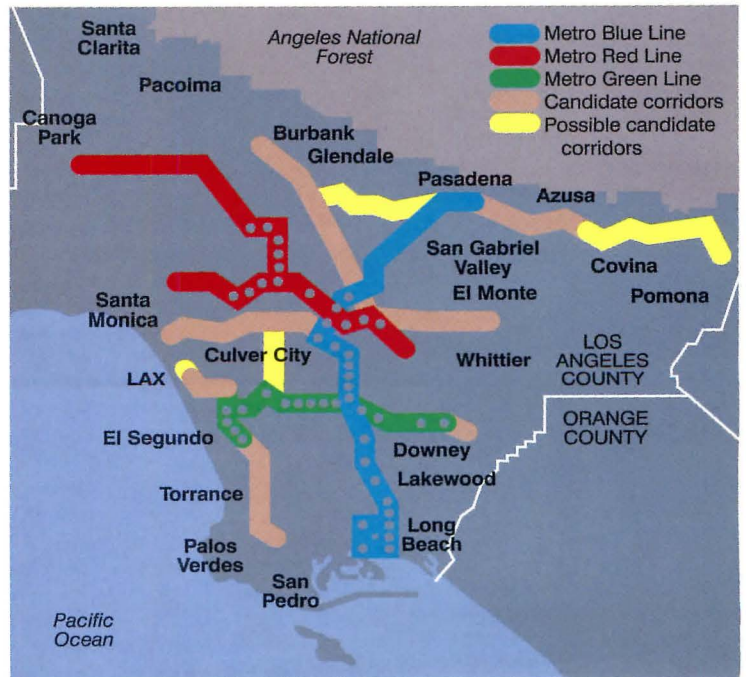 Santa
Clarita
Angeles National
Forest
Metro Blue Line
Metro Red Line
Metro Green Line
Candidate corridors
Possible candidate
corridors
Pacoima
Canoga
Park
Burbank
Glendale
Pasadena
Azusa
San Gabriel
Valley
Covina
El Monte
Pomona
Santa
Monica
Culver City
Whittier
LOS
ANGELES
COUNTY
LAX
ORANGE
COUNTY
El Segundo
Downey
Lakewood
Torrance
Long
Beach
Palos
Verdes
San
Pedro
Pacific
Ocean